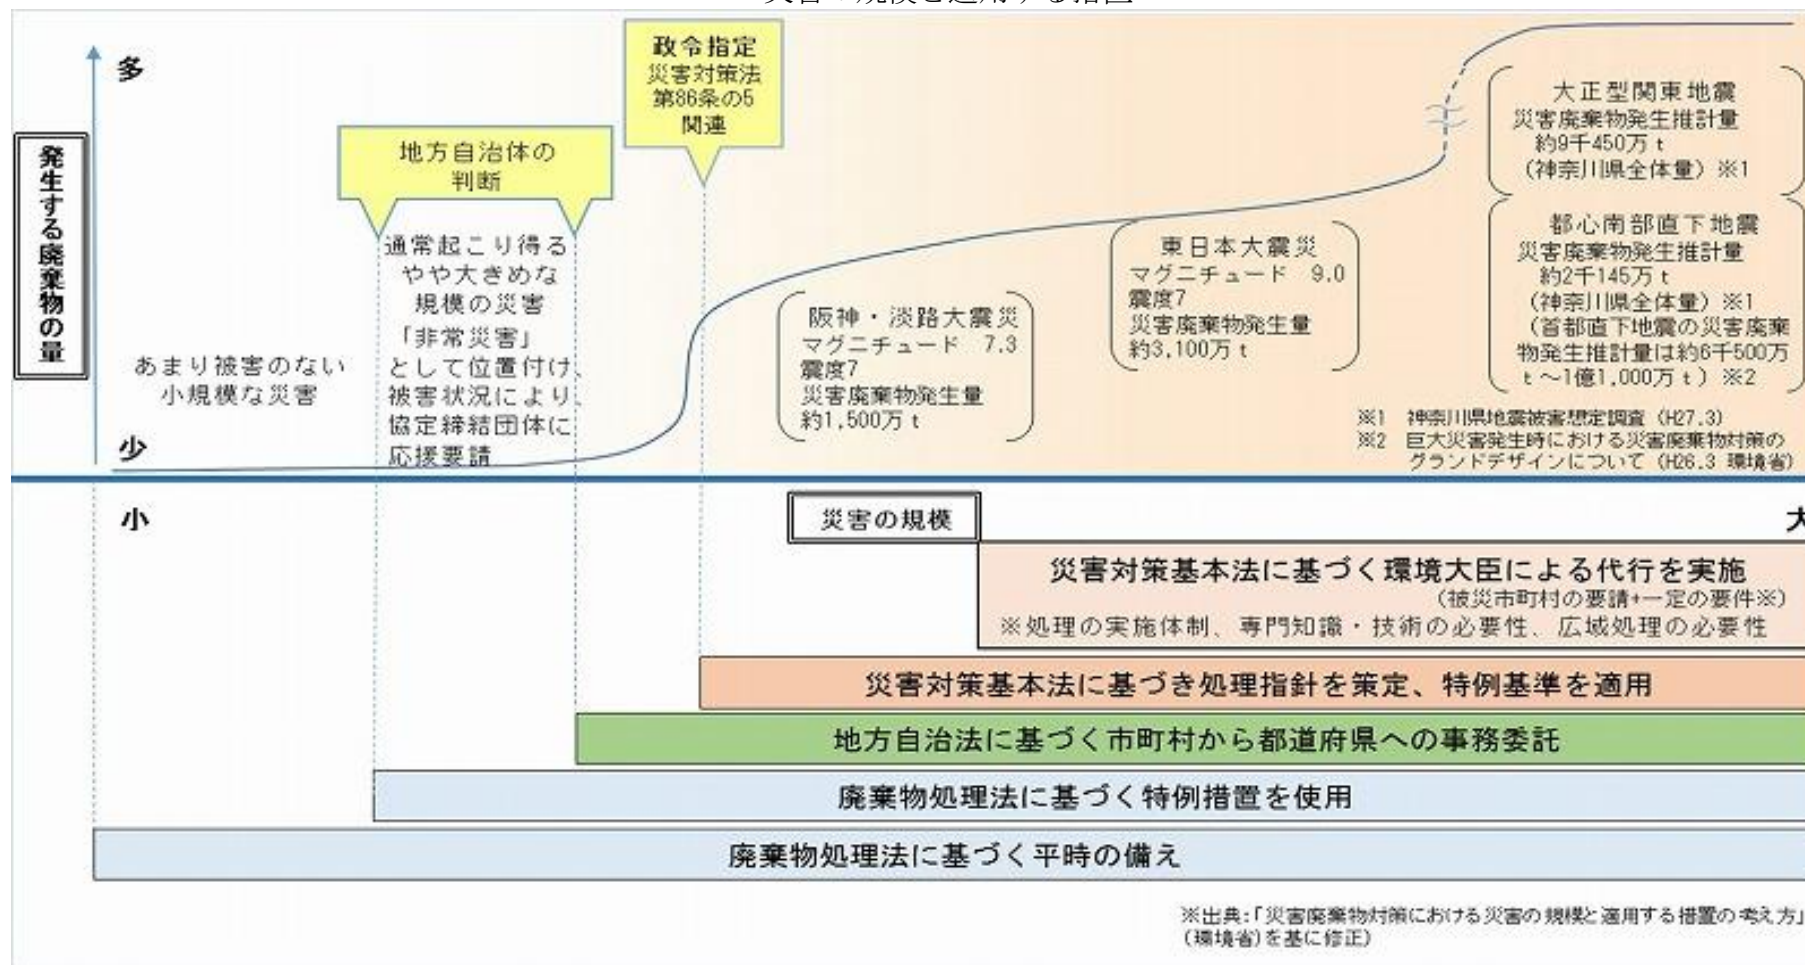 多
発生する廃棄物の量
少
あまり被害のない
小規模な災害
地方自治体の
判断
通常起こり得る
やや大きめな
規模の災害
「非常災害」
として位置付け、
被害状況により、
協定締結団体に
応援要請
政令指定
災害対策法
第86条の5
関連
阪神・淡路大震災
マグニチュード 7.3
震度7
災害廃棄物発生量
約1,500万t
東日本大震災
マグニチュード 9.0
震度7
災害廃棄物発生量
約3,100万t
大正型関東地震
災害廃棄物発生推計量
約9千450万t
(神奈川県全体量)※1
都心南部直下地震
災害廃棄物発生推計量
約2千145万t
(神奈川県全体量)※1
(首都直下地震の災害廃棄
物発生推計量は約6千500万
t~1億1,000万t)※2
※1 神奈川県地震被害想定調査(H27.3)
※2 巨大災害発生時における災害廃棄物対策の
グランドデザインについて(H26.3 環境省)
小
災害の規模
大
災害対策基本法に基づく環境大臣による代行を実施
(被災市町村の要請+一定の要件※)
※処理の実施体制、専門知識・技術の必要性、広域処理の必要性
災害対策基本法に基づき処理指針を策定、特例基準を適用
地方自治法に基づく市町村から都道府県への事務委託
廃棄物処理法に基づく特例措置を使用
廃棄物処理法に基づく平時の備え
※出典:「災害廃棄物対策における災害の規模と適用する措置の考え方」
(環境省)を基に修正)